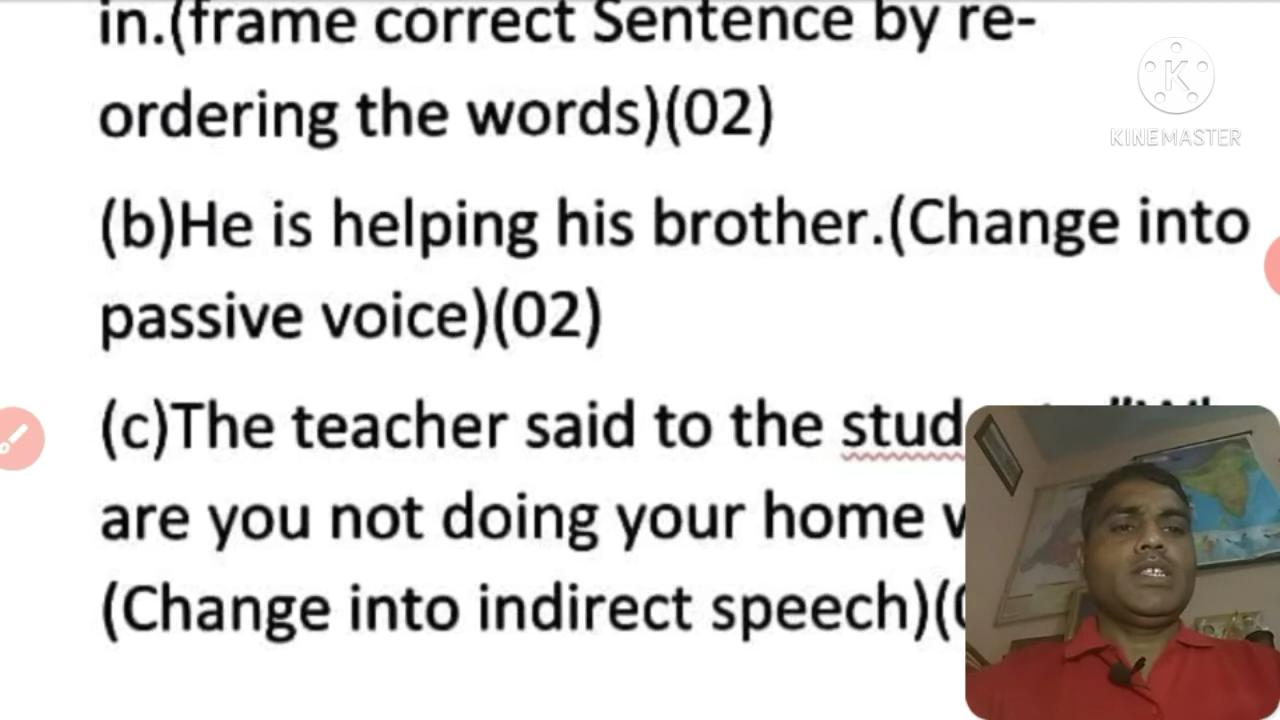 in.(frame correct Sentence by re-
ordering the words)(02)
(b)He is helping his brother.(Change into
passive voice)(02)
(c)The teacher said to the
are you not doing your home
(Change into indirect speech)(
KINEMASTER